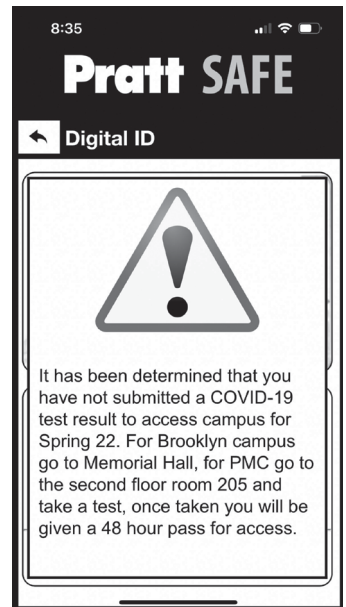 8:35
Pratt SAFE
Digital ID
It has been determined that you
have not submitted a COVID-19
test result to access campus for
Spring 22. For Brooklyn campus
go to Memorial Hall, for PMC go to
the second floor room 205 and
take a test, once taken you will be
given a 48 hour pass for access.